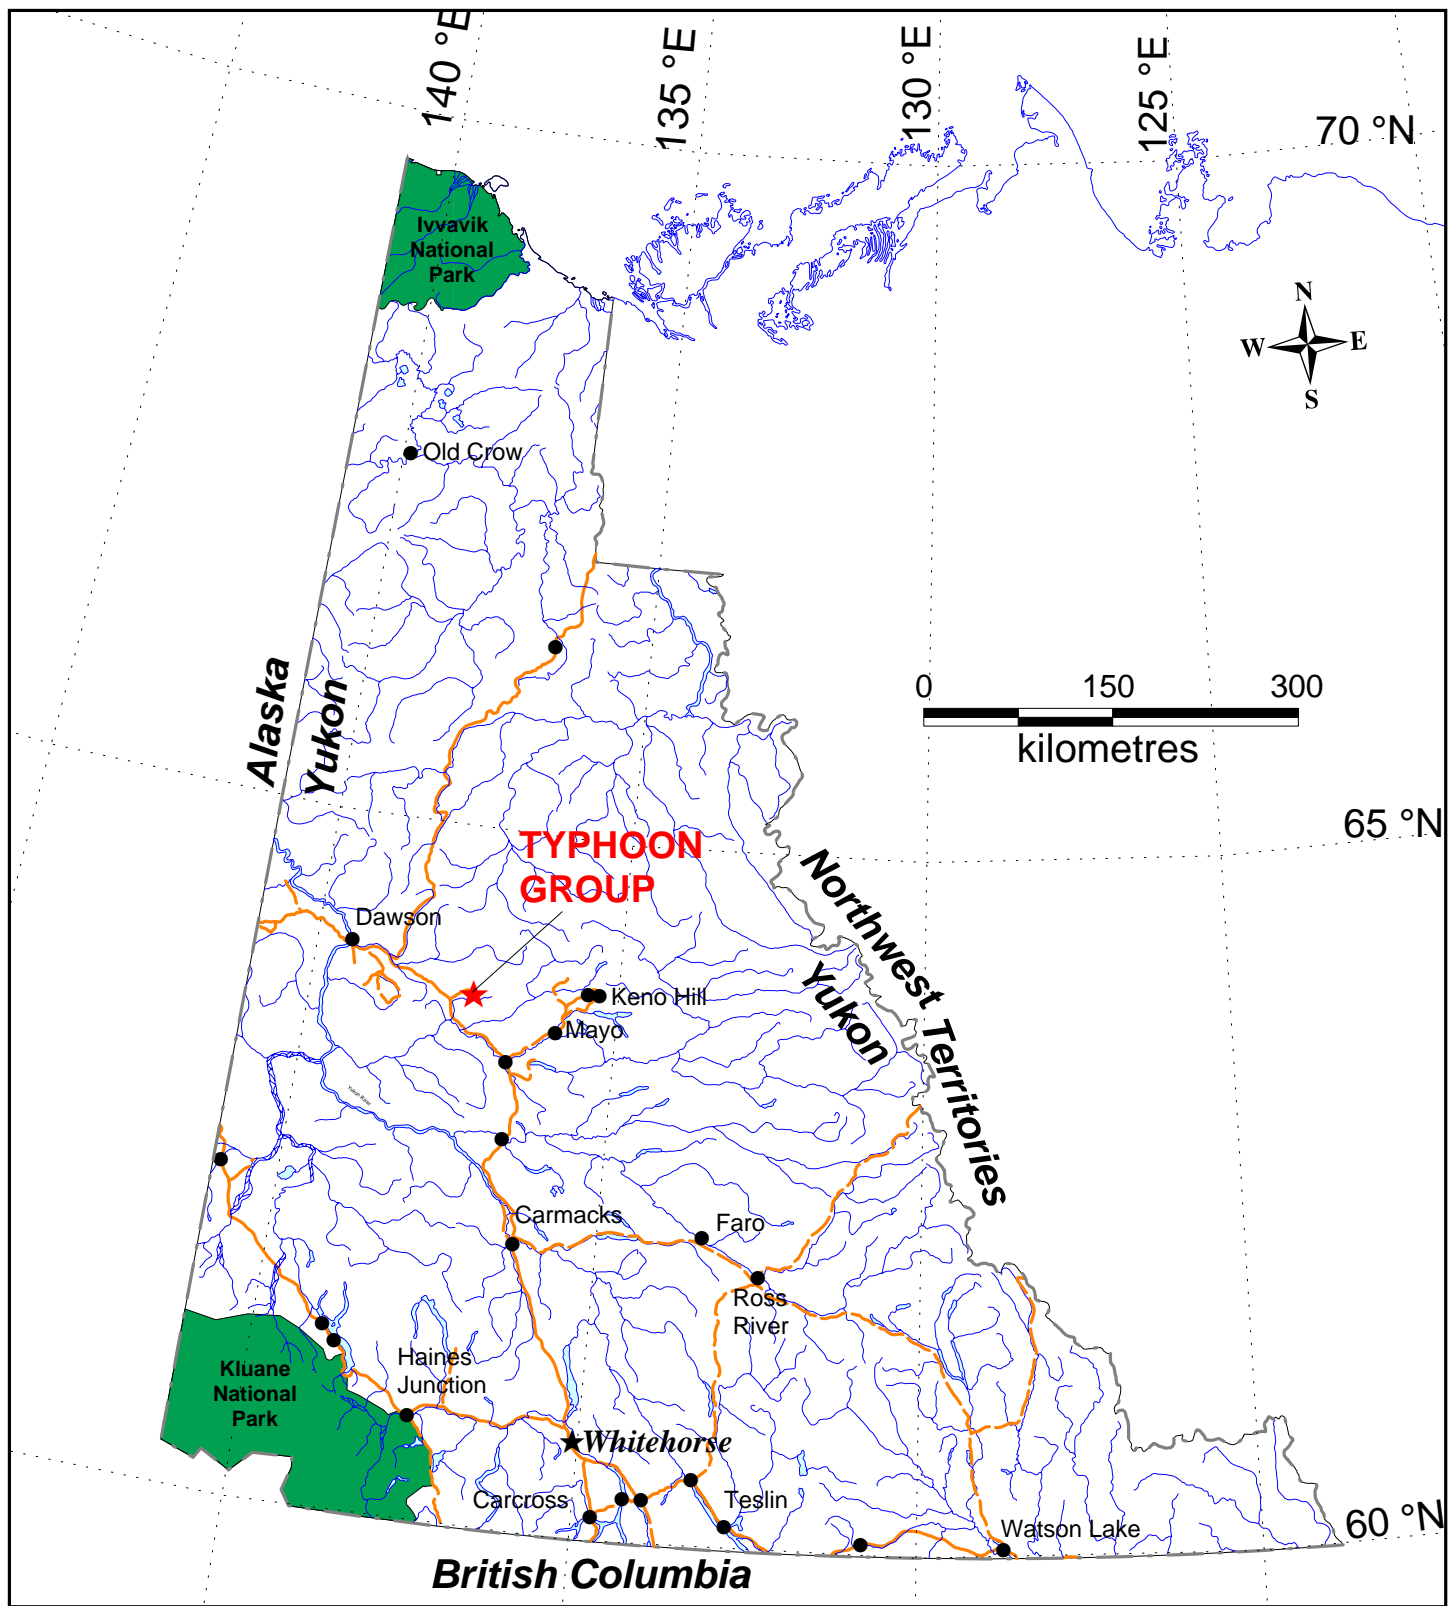 140 °E
135 °E
130 °E
125 °E
70 °N
Ivvavik
National
Park
N
W
E
S
Old Crow
Alaska
Yukon
0
150
300
kilometres
65 °N
TYPHOON
GROUP
Northwest Territories
Yukon
Dawson
Keno Hill
Mayo
Yukon River
Carmacks
Faro
Ross
River
Haines
Junction
Kluane
National
Park
Whitehorse
Carcross
Teslin
Watson Lake
60 °N
British Columbia